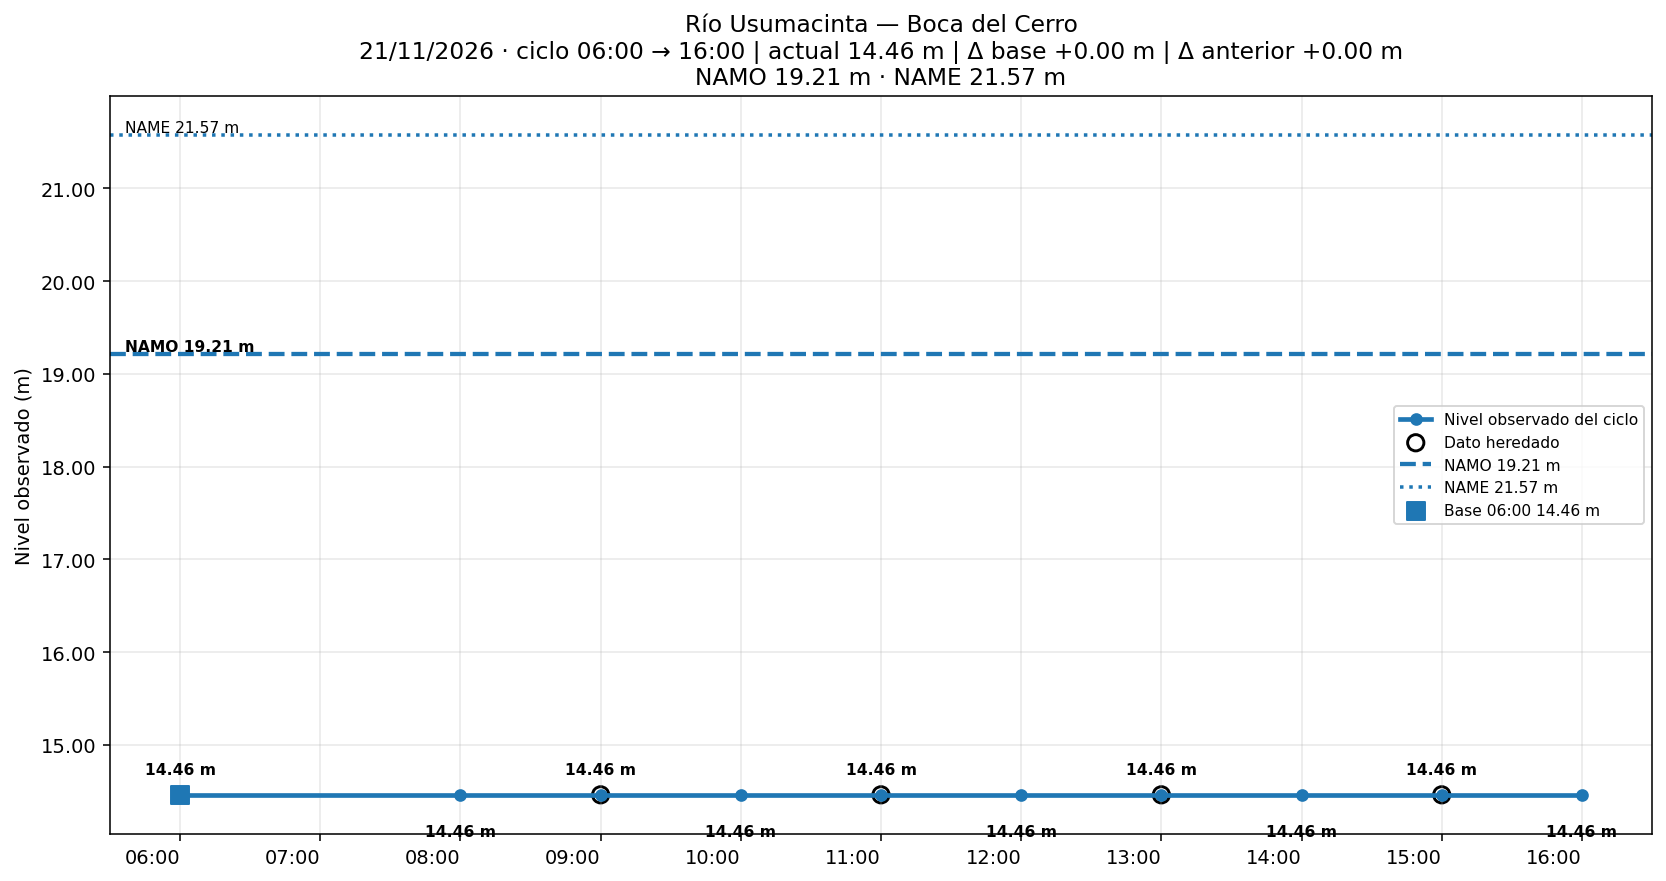 Río Usumacinta — Boca del Cerro
21/11/2026 · ciclo 06:00 → 16:00 | actual 14.46 m | Δ base +0.00 m | Δ anterior +0.00 m
NAMO 19.21 m · NAME 21.57 m
Nivel observado (m)
NAME 21.57 m
21.00
20.00
NAMO 19.21 m
19.00
18.00
17.00
16.00
15.00
Nivel observado del ciclo
Dato heredado
NAMO 19.21 m
NAME 21.57 m
Base 06:00 14.46 m
14.46 m 14.46 m 14.46 m 14.46 m 14.46 m
14.46 m 14.46 m 14.46 m 14.46 m 14.46 m
06:00 07:00 08:00 09:00 10:00 11:00 12:00 13:00 14:00 15:00 16:00